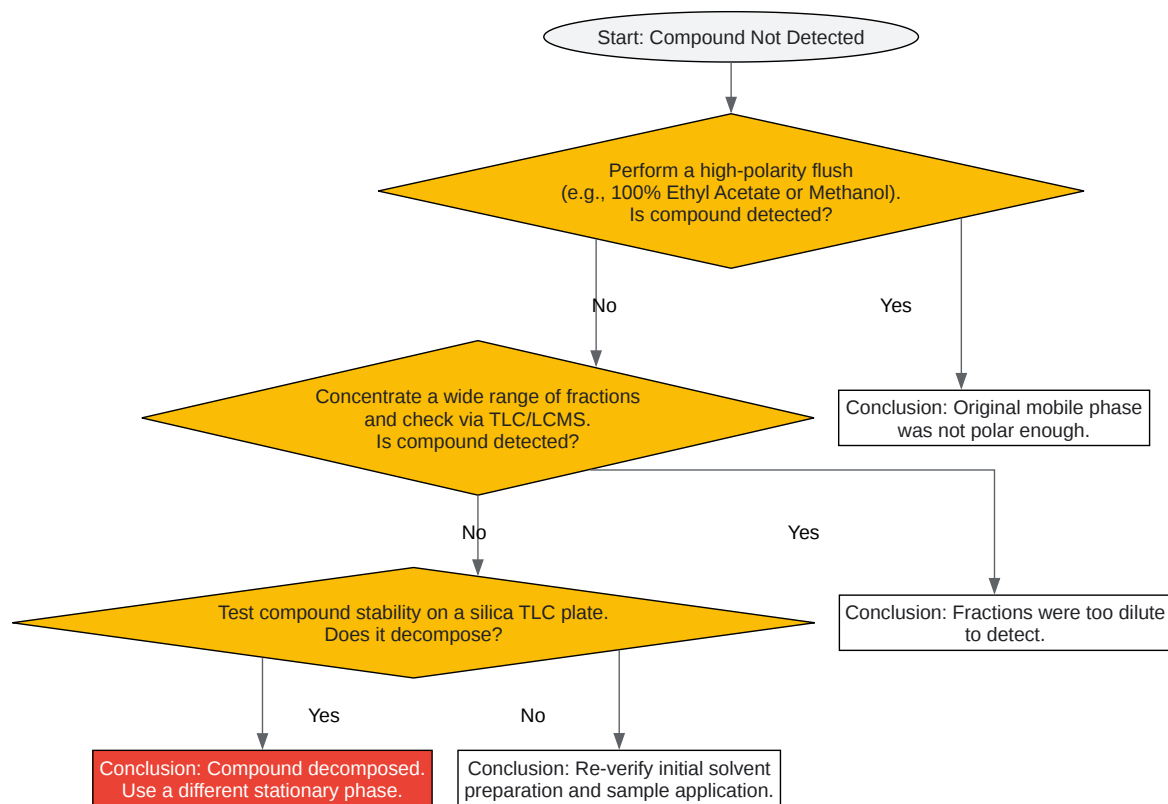 Start: Compound Not Detected
Perform a high-polarity flush
(e.g., 100% Ethyl Acetate or Methanol).
Is compound detected?
No
Yes
Concentrate a wide range of fractions
and check via TLC/LCMS.
Is compound detected?
Conclusion: Original mobile phase
was not polar enough.
No
Yes
Test compound stability on a silica TLC plate.
Does it decompose?
Conclusion: Fractions were too dilute
to detect.
Yes
No
Conclusion: Compound decomposed.
Use a different stationary phase.
Conclusion: Re-verify initial solvent
preparation and sample application.